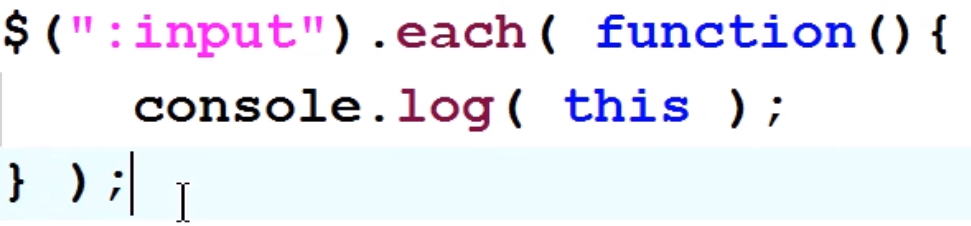 $(":input").each( function(){
    console.log( this );
} );